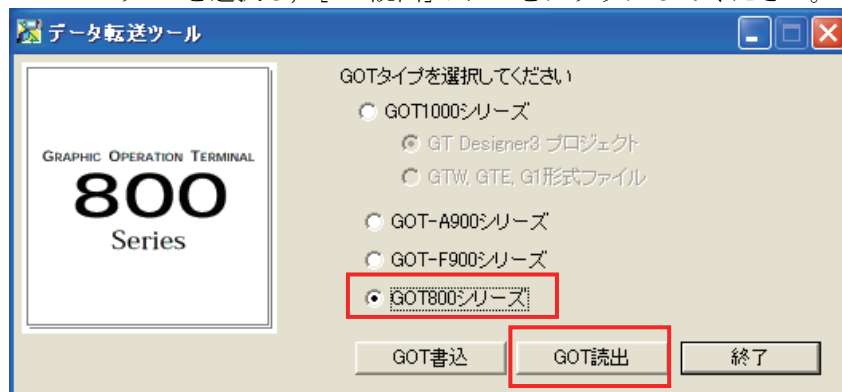 データ転送ツール
GRAPHIC OPERATION TERMINAL
800
Series
GOTタイプを選択してください
GOT1000シリーズ
GT Designer3 プロジェクト
GTW, GTE, G1形式ファイル
GOT-A900シリーズ
GOT-F900シリーズ
GOT800シリーズ
GOT書込
GOT読出
終了